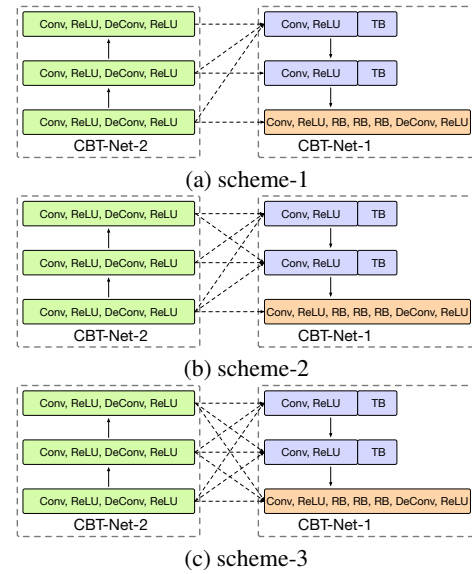 Conv, ReLU, DeConv, ReLU Conv, ReLU TB
Conv, ReLU, DeConv, ReLU Conv, ReLU TB
Conv, ReLU, DeConv, ReLU Conv, ReLU, RB, RB, RB, DeConv, ReLU
CBT-Net-2 CBT-Net-1
(a) scheme-1
Conv, ReLU, DeConv, ReLU Conv, ReLU TB
Conv, ReLU, DeConv, ReLU Conv, ReLU TB
Conv, ReLU, DeConv, ReLU Conv, ReLU, RB, RB, RB, DeConv, ReLU
CBT-Net-2 CBT-Net-1
(b) scheme-2
Conv, ReLU, DeConv, ReLU Conv, ReLU TB
Conv, ReLU, DeConv, ReLU Conv, ReLU TB
Conv, ReLU, DeConv, ReLU Conv, ReLU, RB, RB, RB, DeConv, ReLU
CBT-Net-2 CBT-Net-1
(c) scheme-3